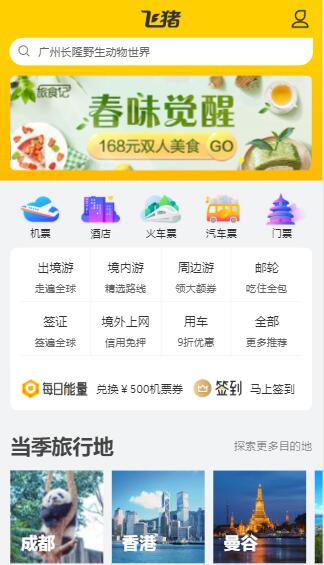 飞猪
广州长隆野生动物世界
旅食记
春味觉醒
168元双人美食 GO
机票 酒店 火车票 汽车票 门票
出境游 境内游 周边游 邮轮
走遍全球 精选路线 领大额券 吃住全包
签证 境外上网 用车 全部
签遍全球 信用免押 9折优惠 更多推荐
每日能量 兑换￥500机票券 签到 马上签到
当季旅行地 探索更多目的地
成都 香港 曼谷